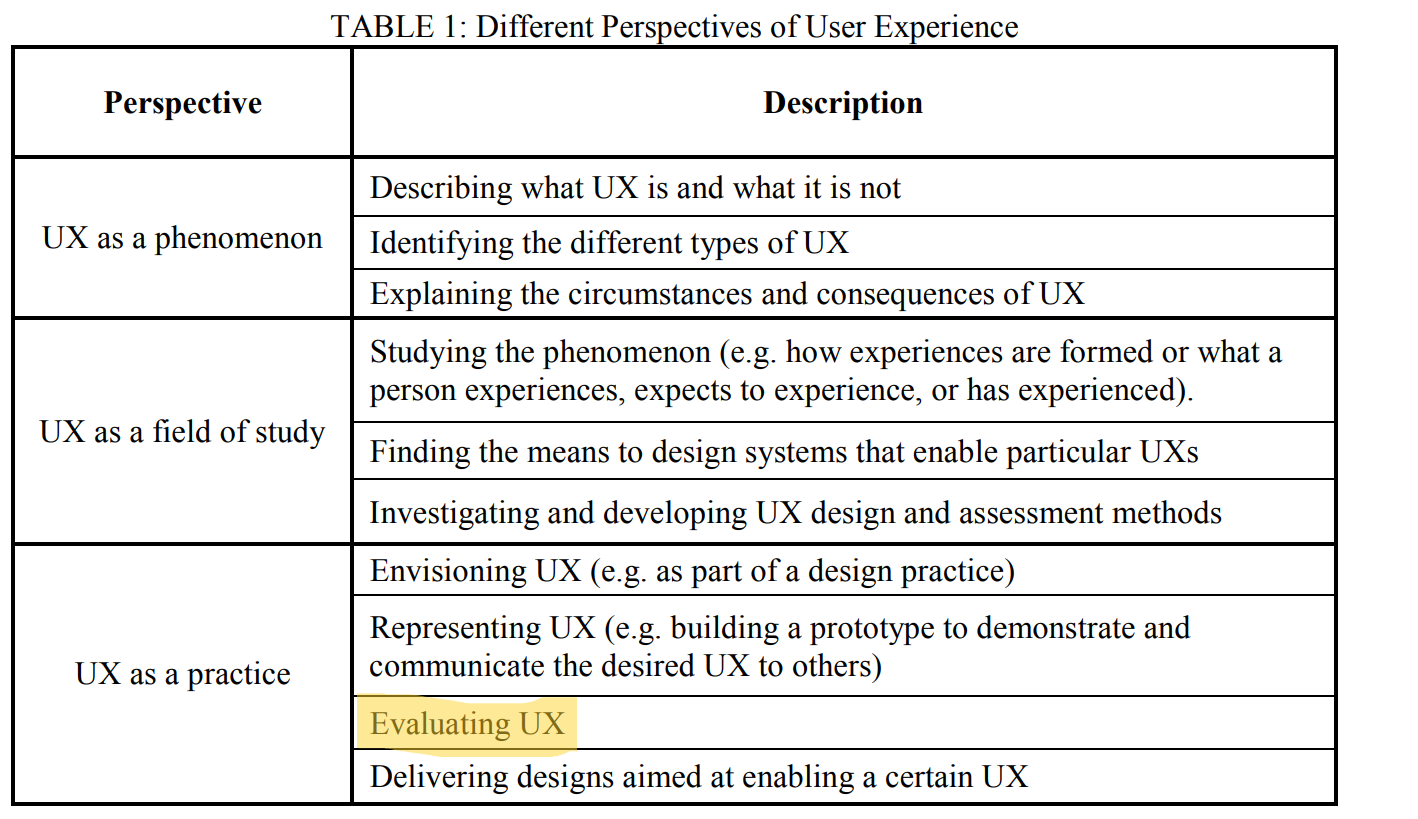 TABLE 1: Different Perspectives of User Experience
Perspective
Description
UX as a phenomenon
Describing what UX is and what it is not
Identifying the different types of UX
Explaining the circumstances and consequences of UX
UX as a field of study
Studying the phenomenon (e.g. how experiences are formed or what a
person experiences, expects to experience, or has experienced).
Finding the means to design systems that enable particular UXs
Investigating and developing UX design and assessment methods
UX as a practice
Envisioning UX (e.g. as part of a design practice)
Representing UX (e.g. building a prototype to demonstrate and
communicate the desired UX to others)
Evaluating UX
Delivering designs aimed at enabling a certain UX